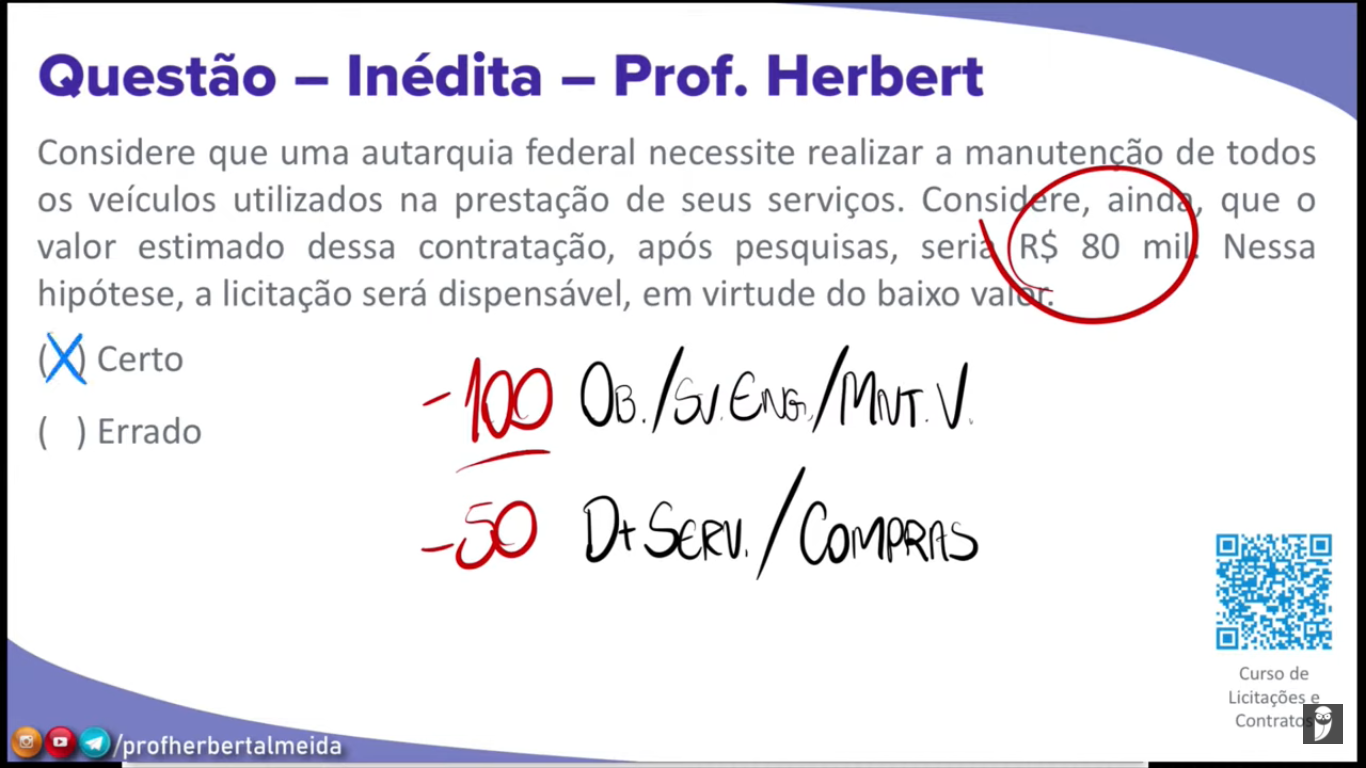 Questão – Inédita – Prof. Herbert
Considere que uma autarquia federal necessite realizar a manutenção de todos
os veículos utilizados na prestação de seus serviços. Considere, ainda, que o
valor estimado dessa contratação, após pesquisas, seria R$ 80 mil. Nessa
hipótese, a licitação será dispensável, em virtude do baixo valor.
(X) Certo
( ) Errado
-100 OB./SV.ENG./MNT.V.
-50 D+ SERV./COMPRAS
Curso de
Licitações e
Contratos
/profherbertalmeida